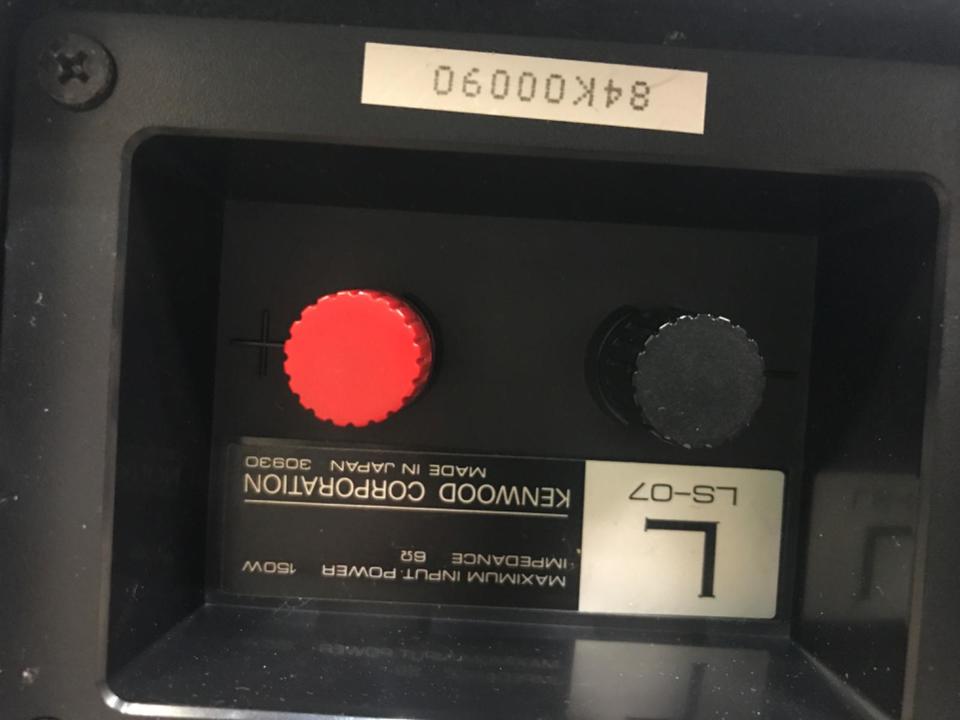 L
LS-07
MAXIMUM INPUT POWER 150W
IMPEDANCE 6Ω
KENWOOD CORPORATION
MADE IN JAPAN 30930
- +
84K00090